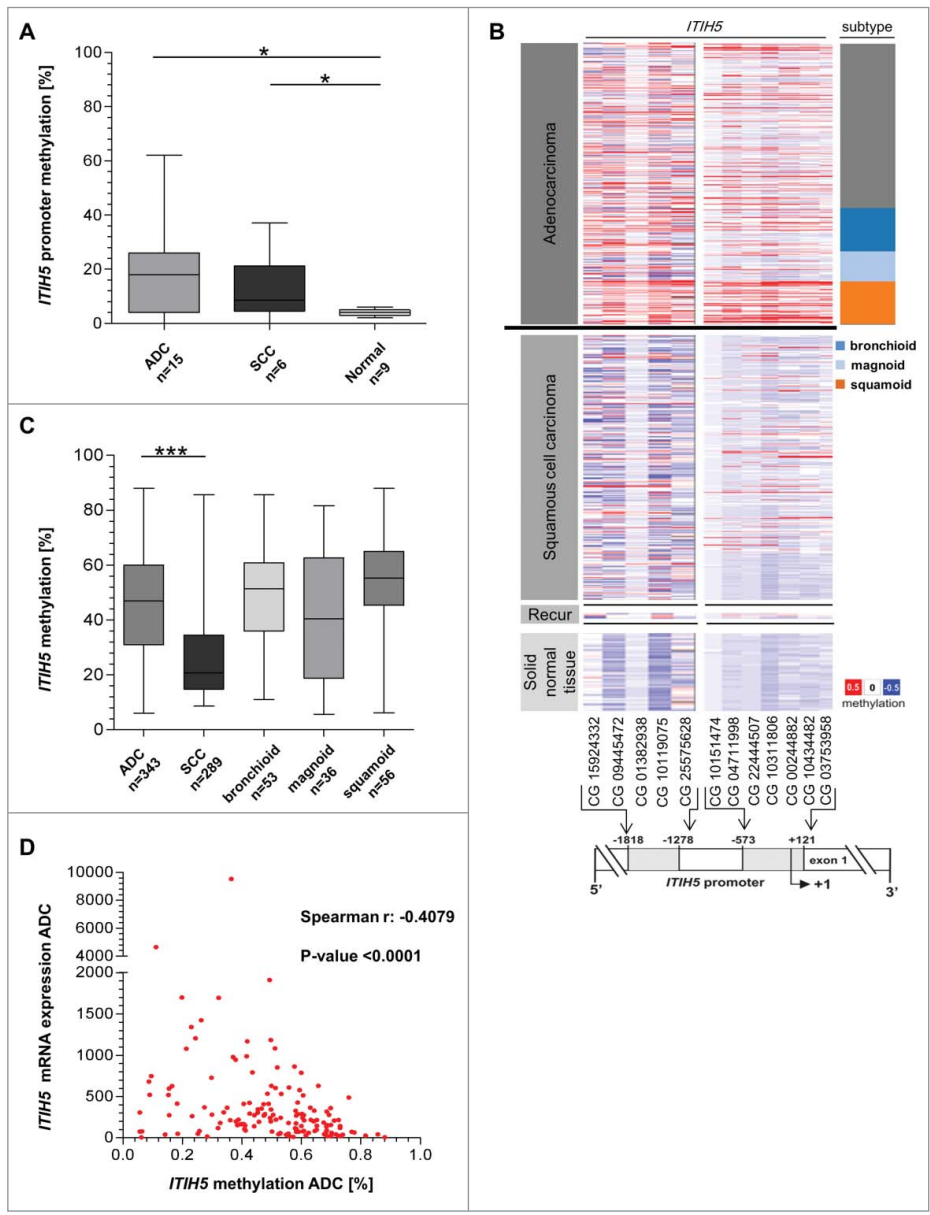 A
ITIH5 promoter methylation [%]
100
80
60
40
20
0
*
*
ADC
n=15
SCC
n=6
Normal
n=9
B
ITIH5
subtype
Adenocarcinoma
Squamous cell carcinoma
Recur
Solid
normal
tissue
bronchioid
magnoid
squamoid
0.5 0 -0.5
methylation
CG 15924332
CG 09445472
CG 01382938
CG 10119075
CG 25575628
CG 10151474
CG 04711998
CG 22444507
CG 10311806
CG 00244882
CG 10434482
CG 03753958
-1818 -1278 -573 +121
exon 1
5' ITIH5 promoter +1 3'
C
ITIH5 methylation [%]
100
80
60
40
20
0
***
ADC
n=343
SCC
n=289
bronchioid
n=53
magnoid
n=36
squamoid
n=56
D
ITIH5 mRNA expression ADC
10000
8000
6000
4000
2000
1500
1000
500
0
Spearman r: -0.4079
P-value <0.0001
0.0 0.2 0.4 0.6 0.8 1.0
ITIH5 methylation ADC [%]